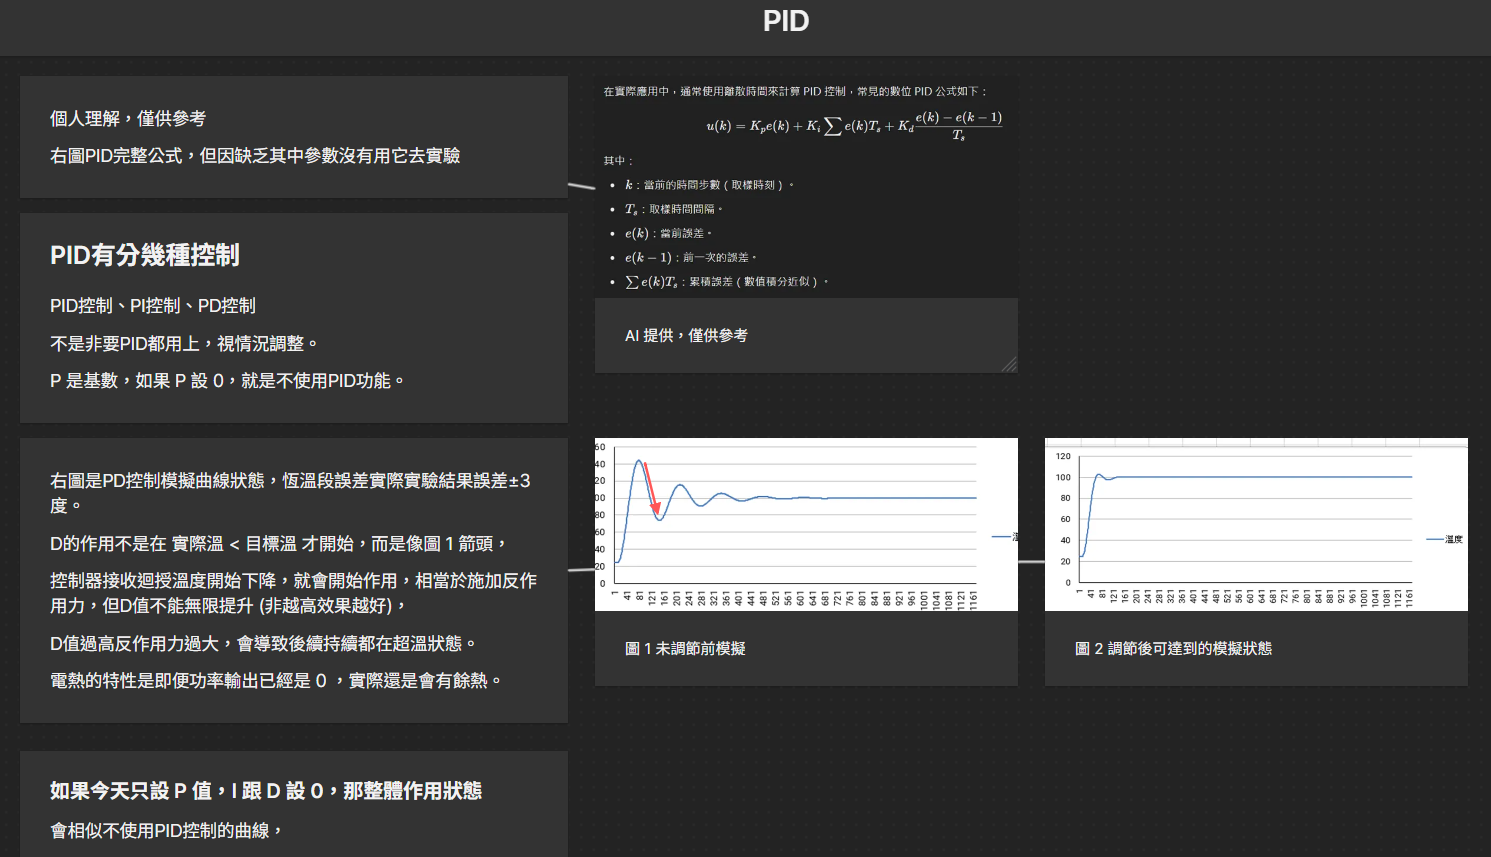 PID
個人理解，僅供參考
右圖PID完整公式，但因缺乏其中參數沒有用它去實驗
在實際應用中，通常使用離散時間來計算 PID 控制，常見的數位 PID 公式如下：
u(k) = K_p e(k) + K_i ∑ e(k)T_s + K_d (e(k) − e(k − 1)) / T_s
其中：
• k：當前的時間步數（取樣時刻）。
• T_s：取樣時間間隔。
• e(k)：當前誤差。
• e(k − 1)：前一次的誤差。
• ∑ e(k)T_s：累積誤差（數值積分近似）。
AI 提供，僅供參考
PID有分幾種控制
PID控制、PI控制、PD控制
不是非要PID都用上，視情況調整。
P 是基數，如果 P 設 0，就是不使用PID功能。
右圖是PD控制模擬曲線狀態，恆溫段誤差實際實驗結果誤差±3
度。
D的作用不是在 實際溫 < 目標溫 才開始，而是像圖 1 箭頭，
控制器接收迴授溫度開始下降，就會開始作用，相當於施加反作
用力，但D值不能無限提升 (非越高效果越好)，
D值過高反作用力過大，會導致後續持續都在超溫狀態。
電熱的特性是即便功率輸出已經是 0 ，實際還是會有餘熱。
60
40
20
00
80
60
40
20
0
1 41 81 121 161 201 241 281 321 361 401 441 481 521 561 601 641 681 721 761 801 841 881 921 961 1001 1041 1081 1121 1161
圖 1 未調節前模擬
120
100
80
60
40
20
0
1 41 81 121 161 201 241 281 321 361 401 441 481 521 561 601 641 681 721 761 801 841 881 921 961 1001 1041 1081 1121 1161
溫度
圖 2 調節後可達到的模擬狀態
如果今天只設 P 值，I 跟 D 設 0，那整體作用狀態
會相似不使用PID控制的曲線，